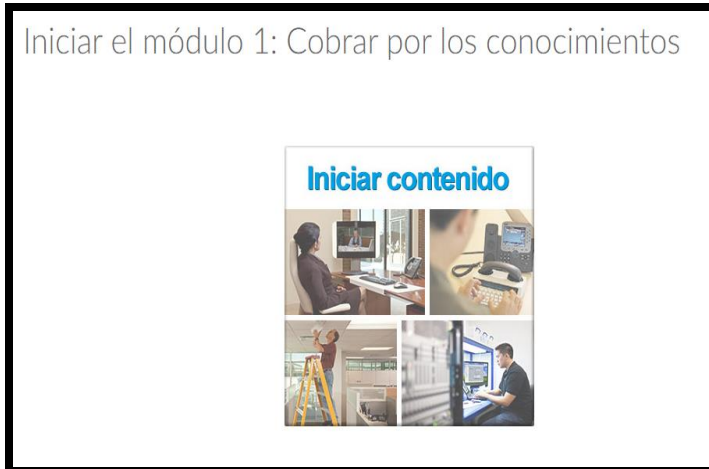 Iniciar el módulo 1: Cobrar por los conocimientos
Iniciar contenido